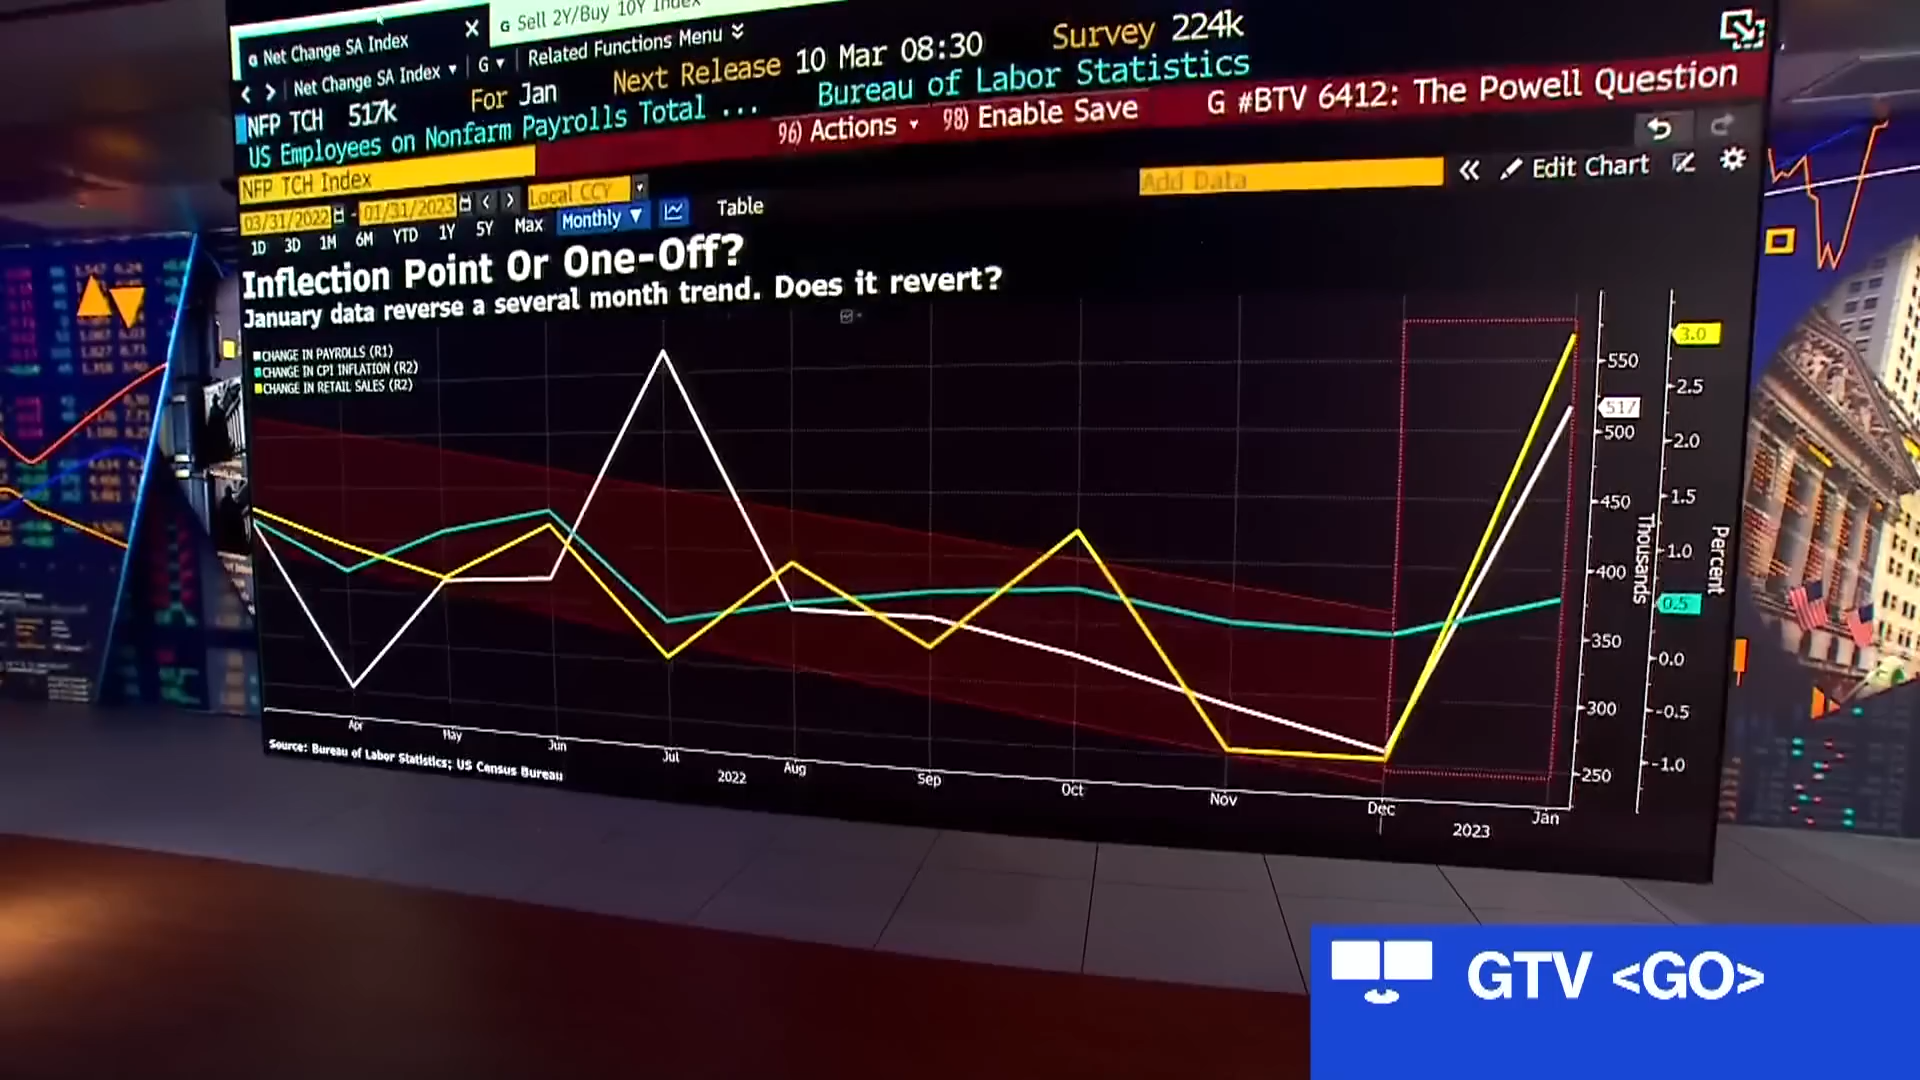 G Net Change SA Index X
G Sell 2Y/Buy 10Y Index
Net Change SA Index
G
Related Functions Menu
NFP TCH 517k
For Jan
Next Release 10 Mar 08:30
Survey 224k
US Employees on Nonfarm Payrolls Total ...
Bureau of Labor Statistics
NFP TCH Index
96) Actions
98) Enable Save
G #BTV 6412: The Powell Question
03/31/2022 - 01/31/2023
Local CCY
Add Data
Edit Chart
1D 3D 1M 6M YTD 1Y 5Y Max Monthly Table
Inflection Point Or One-Off?
January data reverse a several month trend. Does it revert?
CHANGE IN PAYROLLS (R1)
CHANGE IN CPI INFLATION (R2)
CHANGE IN RETAIL SALES (R2)
550
517
500
450
400
350
300
250
Thousands
3.0
2.5
2.0
1.5
1.0
0.5
0.0
-0.5
-1.0
Percent
Apr May Jun Jul Aug Sep Oct Nov Dec Jan
2022
2023
Source: Bureau of Labor Statistics; US Census Bureau
GTV <GO>